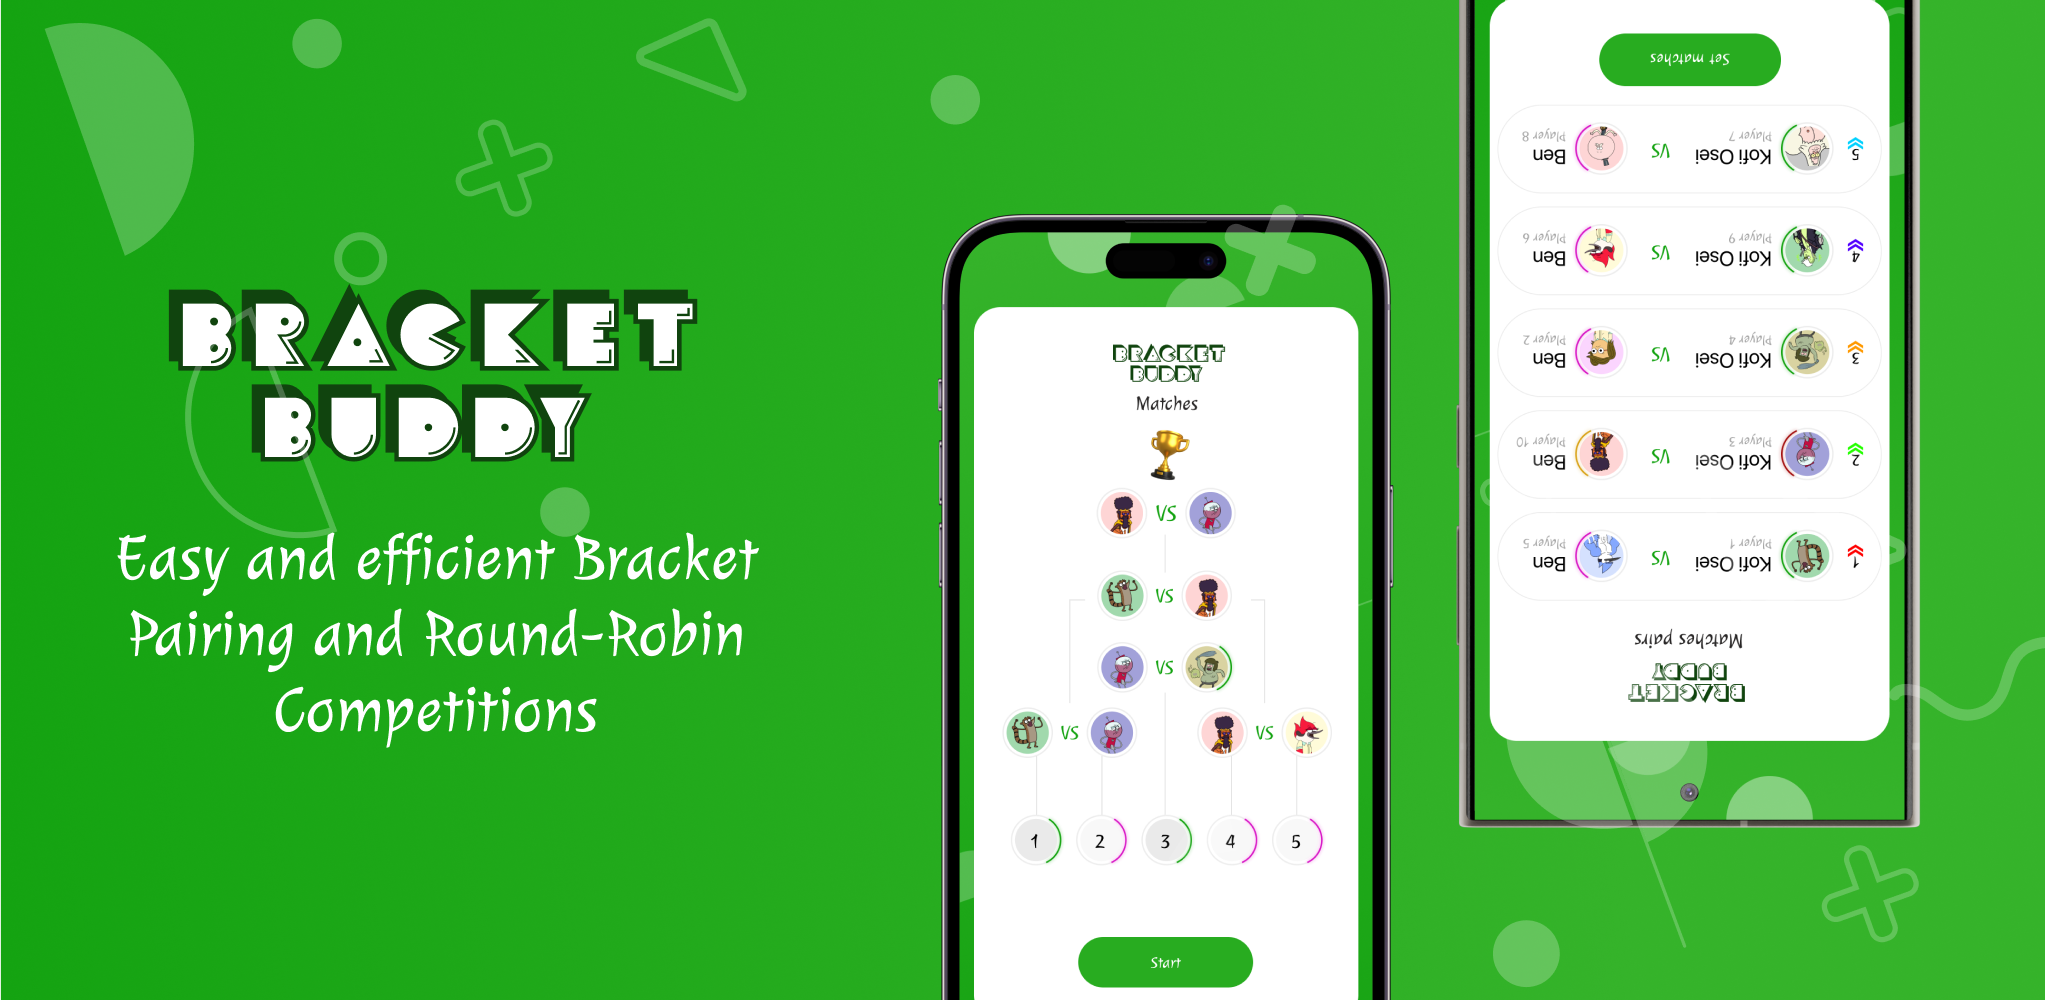 BRACKET
BUDDY
Easy and efficient Bracket
Pairing and Round-Robin
Competitions
BRACKET
BUDDY
Matches
VS
VS
VS
VS
VS
1 2 3 4 5
Start
BRACKET
BUDDY
Matches pairs
1 Kofi Osei Player 1 VS Ben Player 5
2 Kofi Osei Player 3 VS Ben Player 10
3 Kofi Osei Player 4 VS Ben Player 2
4 Kofi Osei Player 9 VS Ben Player 6
5 Kofi Osei Player 7 VS Ben Player 8
Set matches